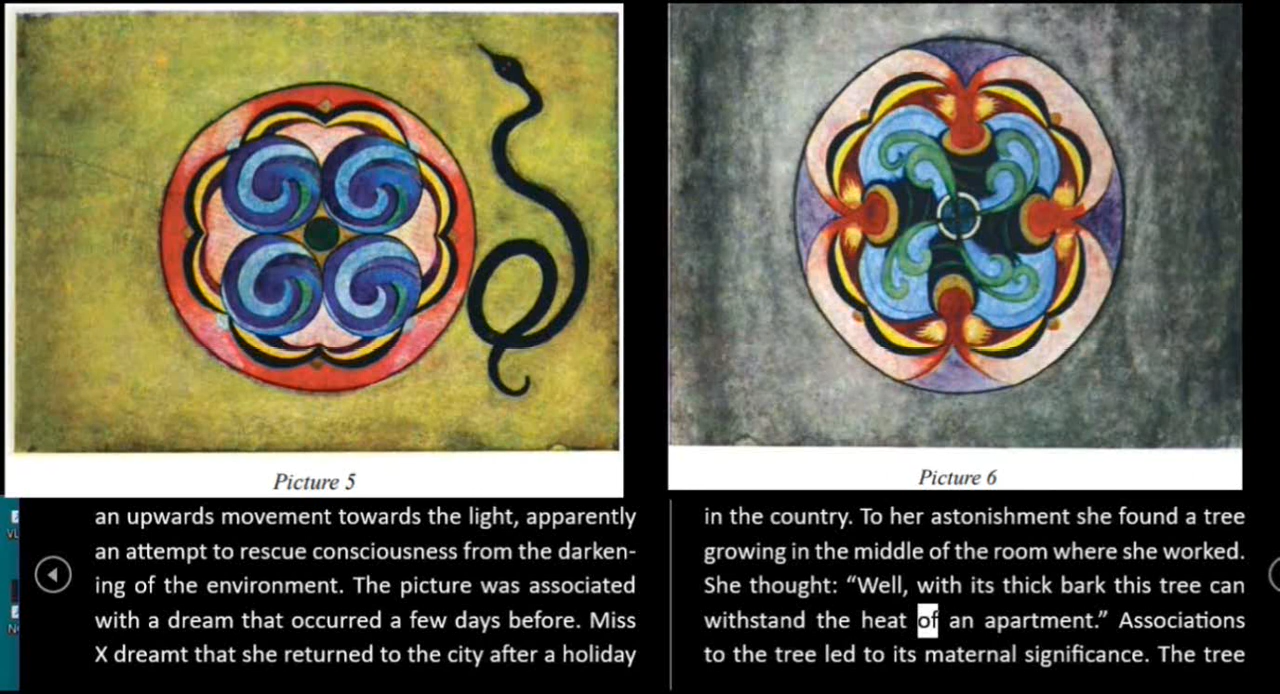 Picture 5
Picture 6
an upwards movement towards the light, apparently
an attempt to rescue consciousness from the darken-
ing of the environment. The picture was associated
with a dream that occurred a few days before. Miss
X dreamt that she returned to the city after a holiday
in the country. To her astonishment she found a tree
growing in the middle of the room where she worked.
She thought: “Well, with its thick bark this tree can
withstand the heat of an apartment.” Associations
to the tree led to its maternal significance. The tree